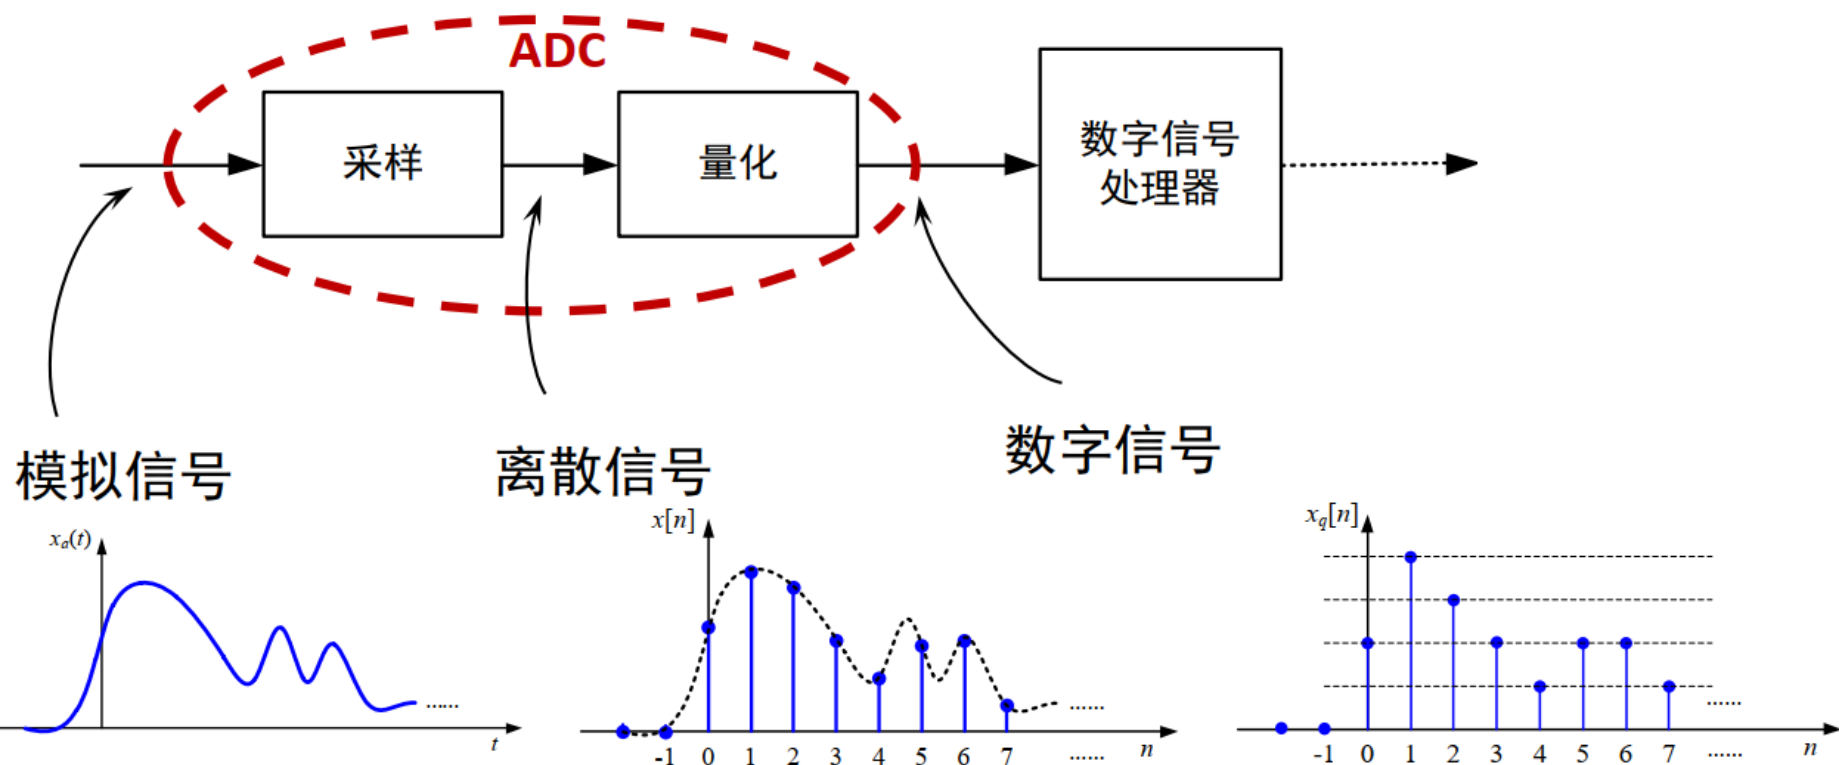 ADC
采样
量化
数字信号
处理器
模拟信号
离散信号
数字信号
xₐ(t)
......
t
x[n]
-1 0 1 2 3 4 5 6 7 ......
......
n
x_q[n]
......
-1 0 1 2 3 4 5 6 7 ......
n